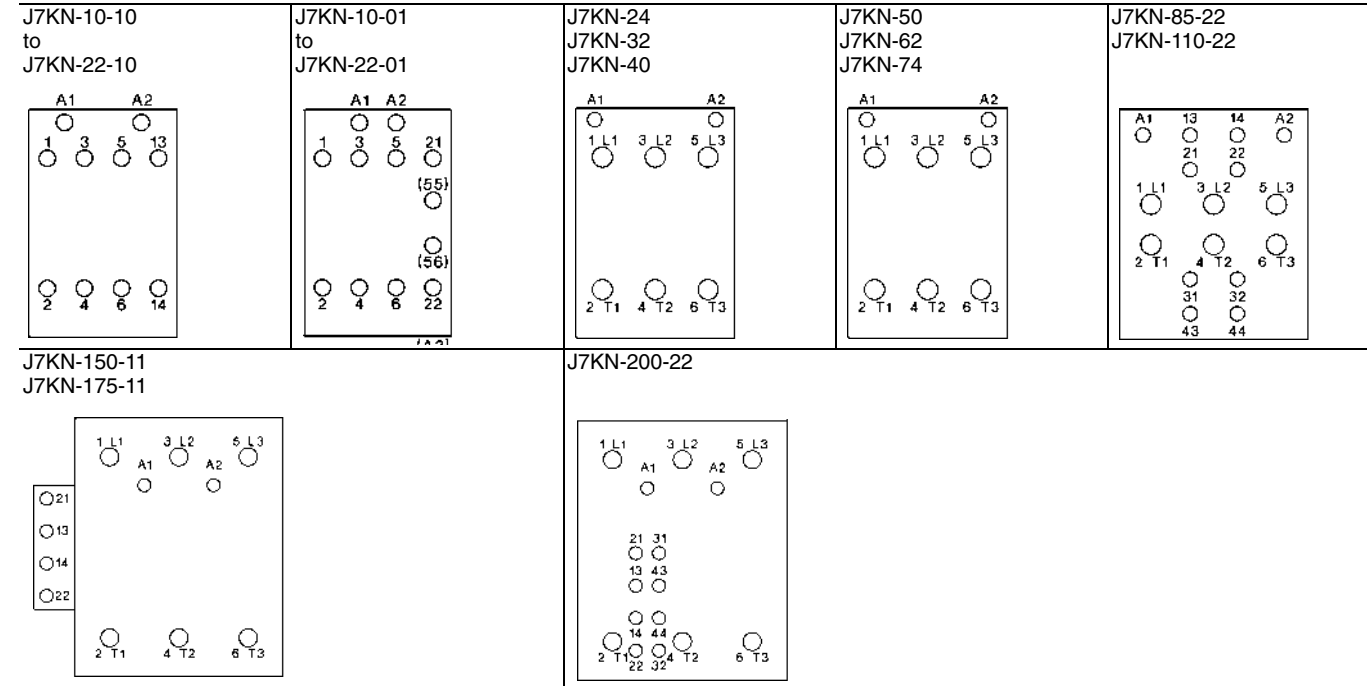 J7KN-10-10
to
J7KN-22-10
A1 A2
1 3 5 13
2 4 6 14
J7KN-10-01
to
J7KN-22-01
A1 A2
1 3 5 21
(55)
(56)
2 4 6 22
J7KN-24
J7KN-32
J7KN-40
A1 A2
1 L1 3 L2 5 L3
2 T1 4 T2 6 T3
J7KN-50
J7KN-62
J7KN-74
A1 A2
1 L1 3 L2 5 L3
2 T1 4 T2 6 T3
J7KN-85-22
J7KN-110-22
A1 13 14 A2
21 22
1 L1 3 L2 5 L3
2 T1 4 T2 6 T3
31 32
43 44
J7KN-150-11
J7KN-175-11
1 L1 3 L2 5 L3
A1 A2
21
13
14
22
2 T1 4 T2 6 T3
J7KN-200-22
1 L1 3 L2 5 L3
A1 A2
21 31
13 43
14 44
2 T1 4 T2 6 T3
22 32